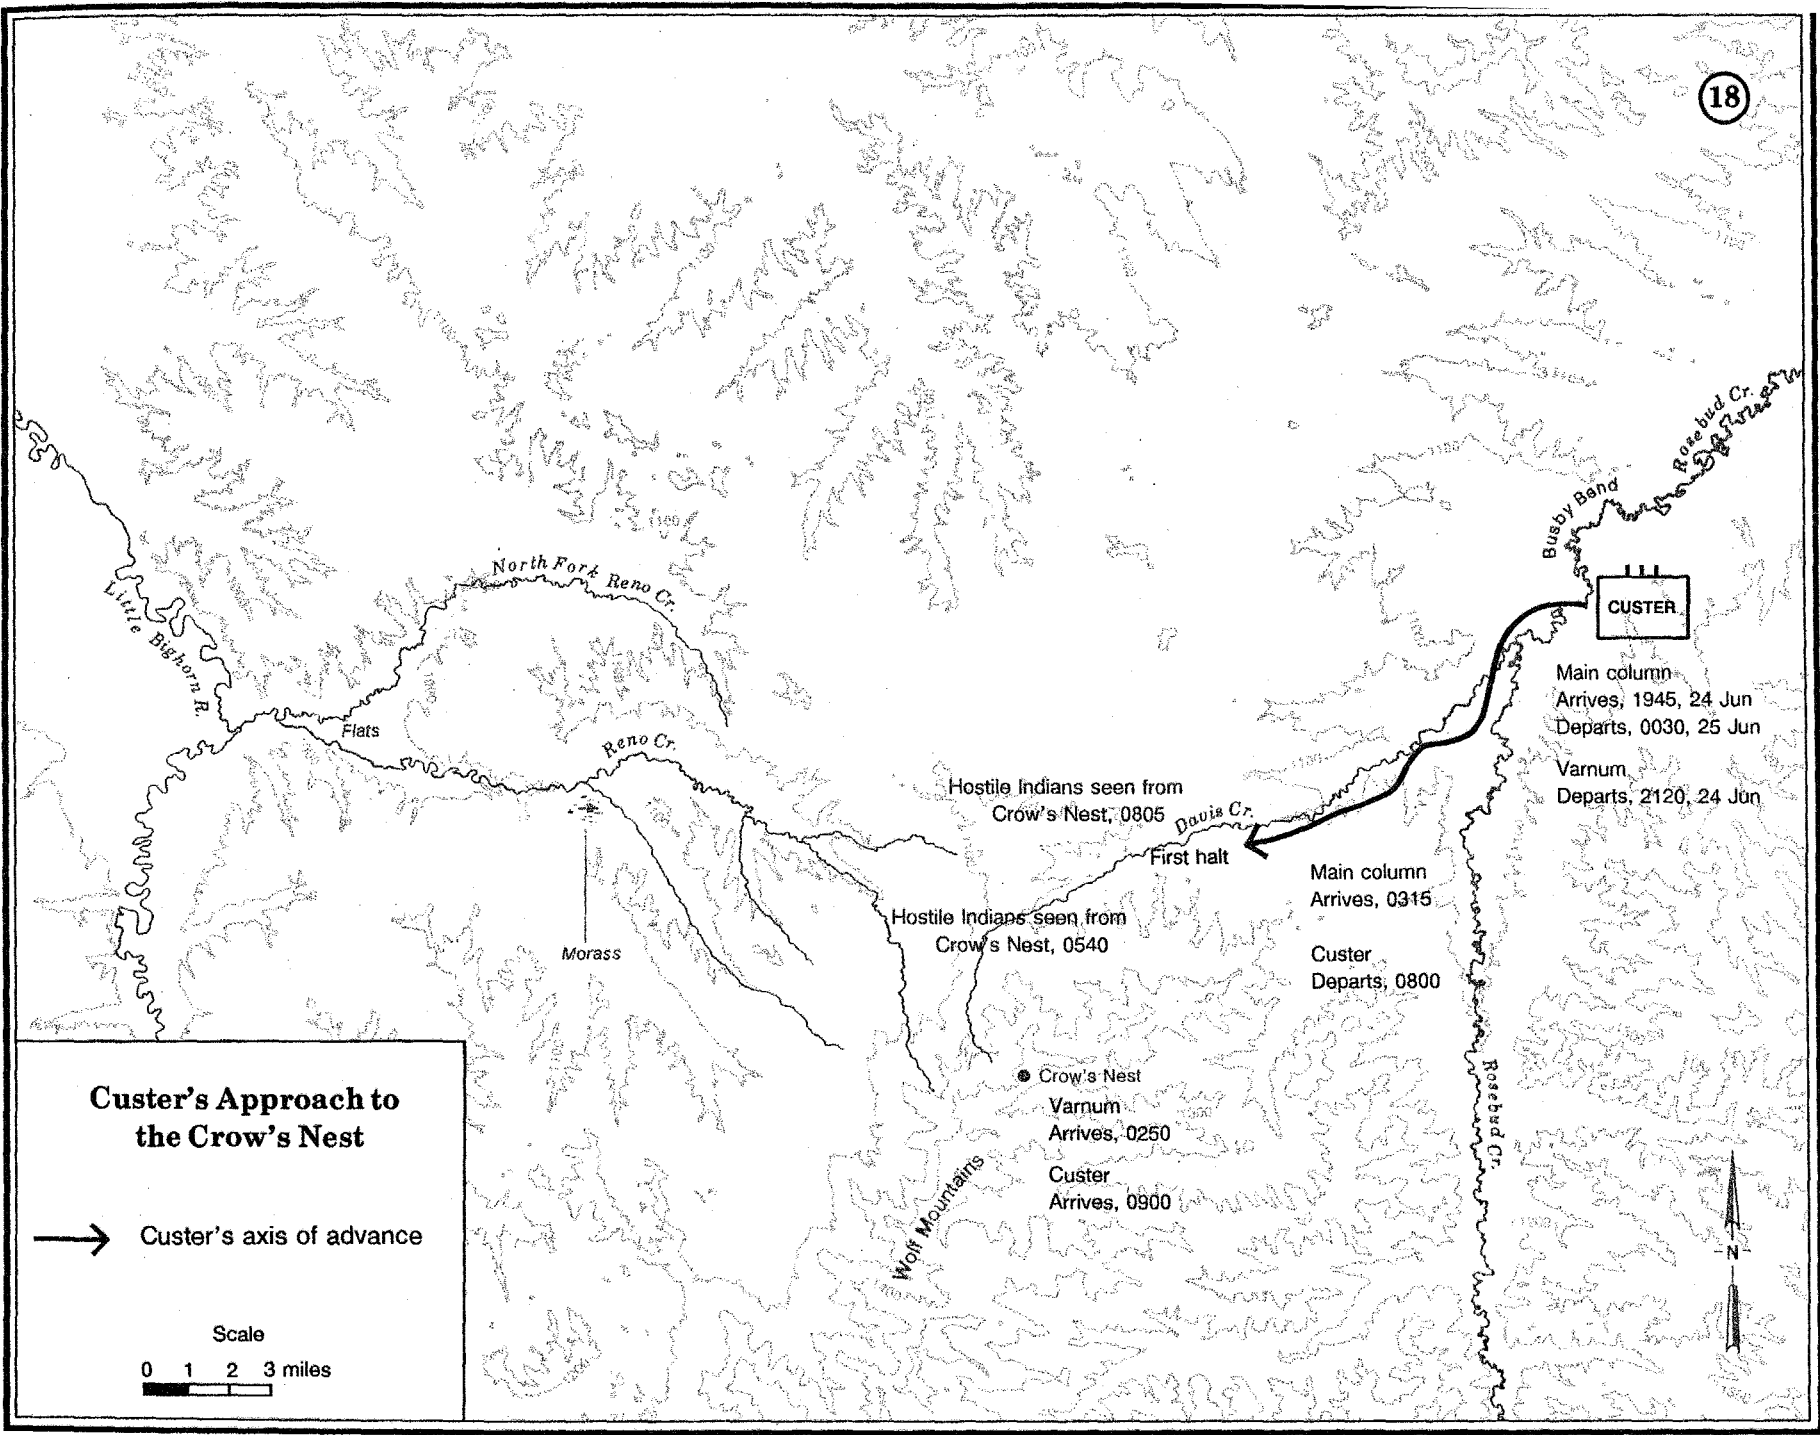 18
Rosebud Cr.
Busby Bend
CUSTER
North Fork Reno Cr.
Little Bighorn R.
Main column
Arrives, 1945, 24 Jun
Departs, 0030, 25 Jun
Flats
Reno Cr.
Varnum
Departs, 2120, 24 Jun
Hostile Indians seen from
Crow's Nest, 0805
Davis Cr.
First halt
Main column
Arrives, 0315
Hostile Indians seen from
Crow's Nest, 0540
Morass
Custer
Departs, 0800
Crow's Nest
Varnum
Arrives, 0250
Custer
Arrives, 0900
Rosebud Cr.
Wolf Mountains
N
Custer's Approach to
the Crow's Nest
Custer's axis of advance
Scale
0 1 2 3 miles